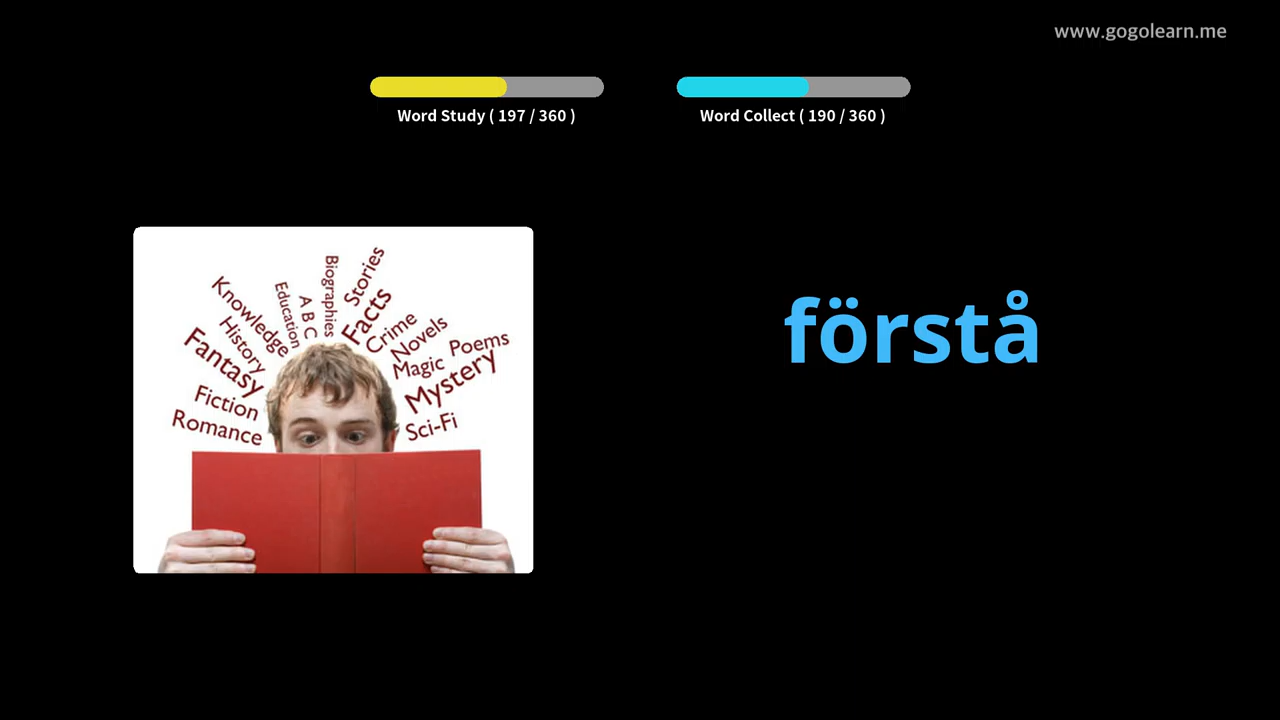 www.gogolearn.me
Word Study ( 197 / 360 )
Word Collect ( 190 / 360 )
Biographies
Stories
Education
A B C
Facts
Knowledge
History
Crime
Novels
Poems
Fantasy
Magic
Mystery
Fiction
Romance
Sci-Fi
förstå